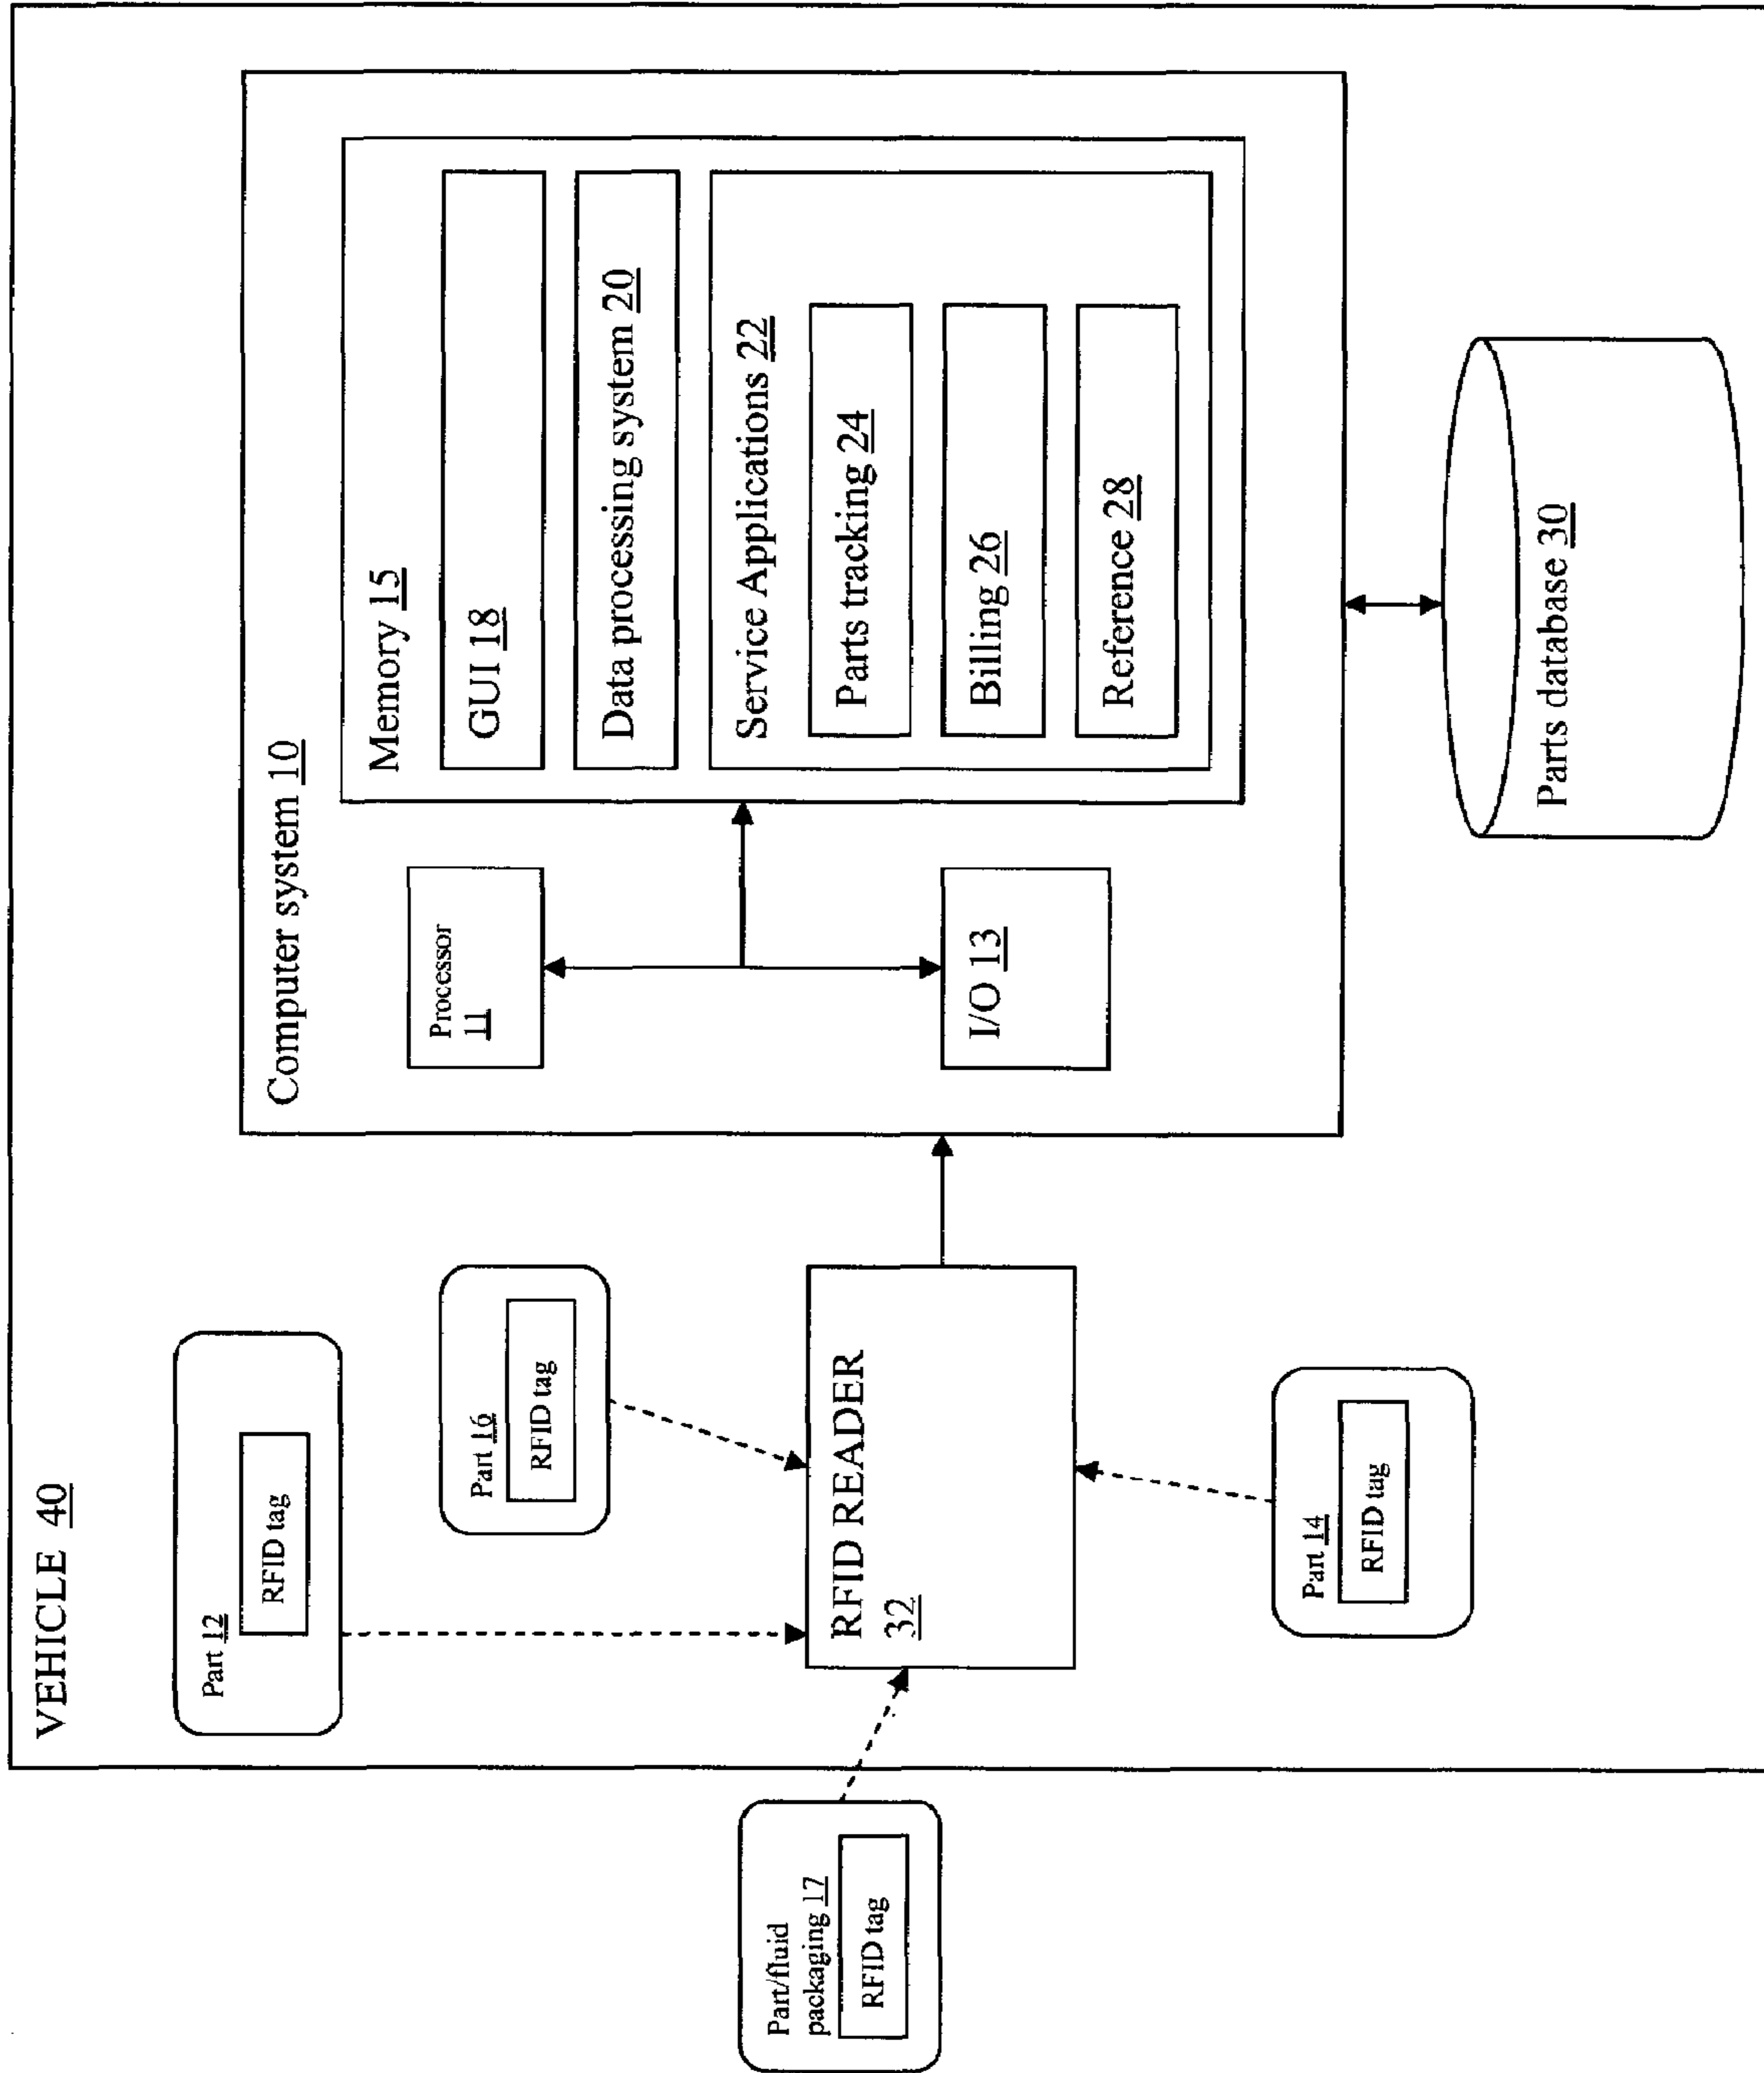 VEHICLE 40
Part 12
RFID tag
Part 16
RFID tag
Part/fluid
packaging 17
RFID tag
RFID READER
32
Part 14
RFID tag
Computer system 10
Processor
11
I/O 13
Memory 15
GUI 18
Data processing system 20
Service Applications 22
Parts tracking 24
Billing 26
Reference 28
Parts database 30